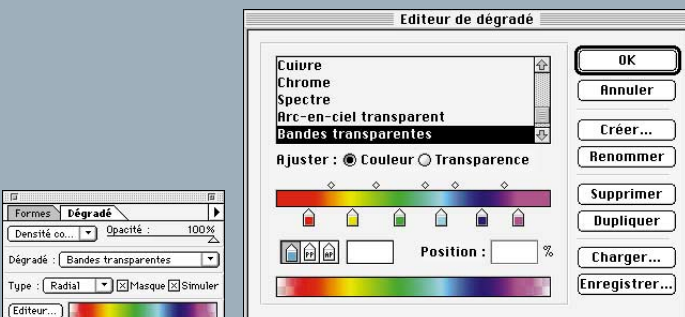 Editeur de dégradé
Cuivre
Chrome
Spectre
Arc-en-ciel transparent
Bandes transparentes
Ajuster : Couleur Transparence
PP AP Position : %
OK
Annuler
Créer...
Renommer
Supprimer
Dupliquer
Charger...
Enregistrer...
Formes Dégradé
Densité co... Opacité : 100%
Dégradé : Bandes transparentes
Type : Radial Masque Simuler
Editeur...